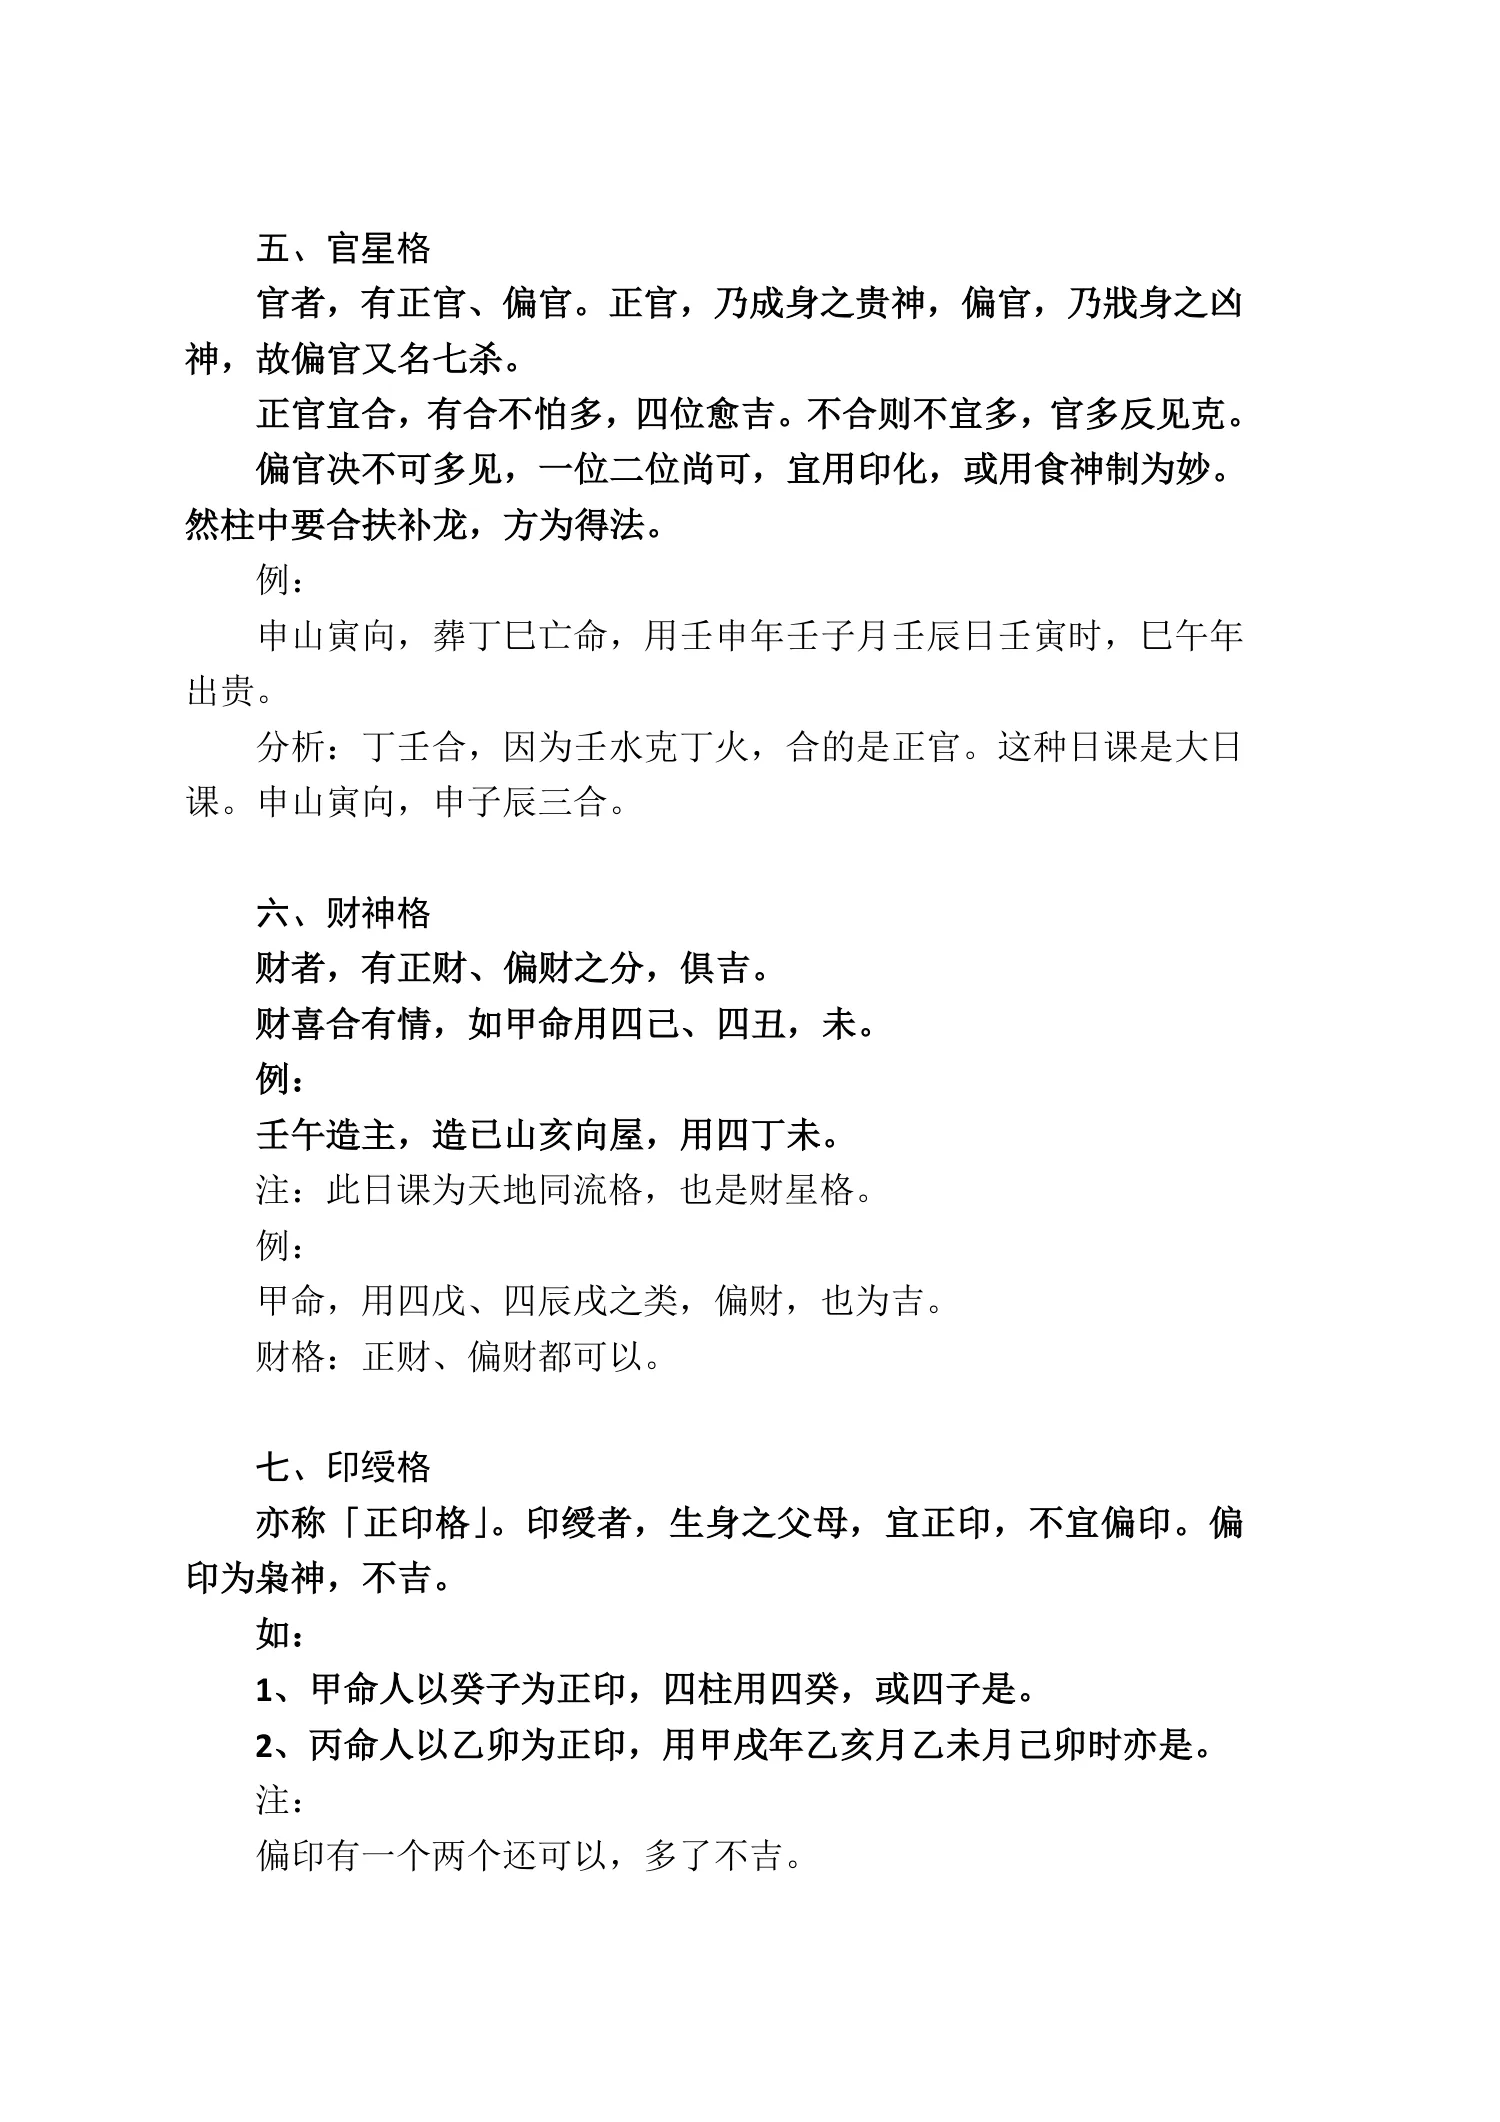 五、官星格
官者，有正官、偏官。正官，乃成身之贵神，偏官，乃戕身之凶
神，故偏官又名七杀。
正官宜合，有合不怕多，四位愈吉。不合则不宜多，官多反见克。
偏官决不可多见，一位二位尚可，宜用印化，或用食神制为妙。
然柱中要合扶补龙，方为得法。
例：
申山寅向，葬丁巳亡命，用壬申年壬子月壬辰日壬寅时，巳午年
出贵。
分析：丁壬合，因为壬水克丁火，合的是正官。这种日课是大日
课。申山寅向，申子辰三合。
六、财神格
财者，有正财、偏财之分，俱吉。
财喜合有情，如甲命用四己、四丑，未。
例：
壬午造主，造已山亥向屋，用四丁未。
注：此日课为天地同流格，也是财星格。
例：
甲命，用四戊、四辰戌之类，偏财，也为吉。
财格：正财、偏财都可以。
七、印绶格
亦称「正印格」。印绶者，生身之父母，宜正印，不宜偏印。偏
印为枭神，不吉。
如：
1、甲命人以癸子为正印，四柱用四癸，或四子是。
2、丙命人以乙卯为正印，用甲戌年乙亥月乙未月己卯时亦是。
注：
偏印有一个两个还可以，多了不吉。